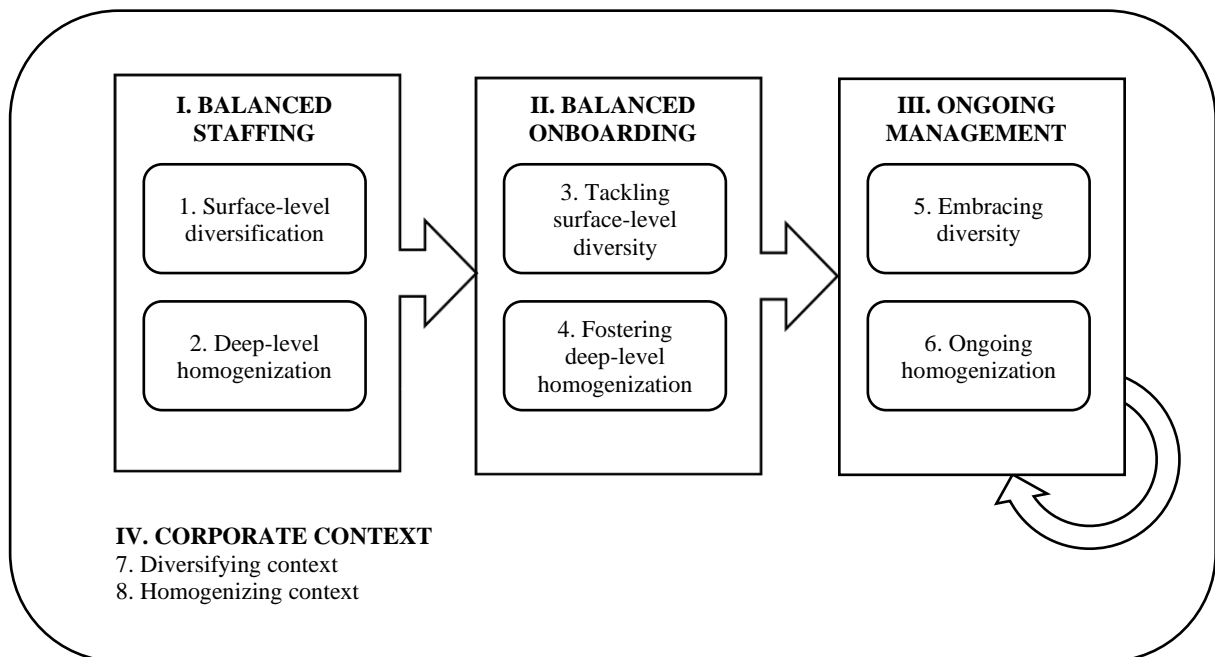 I. BALANCED
STAFFING
1. Surface-level
diversification
2. Deep-level
homogenization
II. BALANCED
ONBOARDING
3. Tackling
surface-level
diversity
4. Fostering
deep-level
homogenization
III. ONGOING
MANAGEMENT
5. Embracing
diversity
6. Ongoing
homogenization
IV. CORPORATE CONTEXT
7. Diversifying context
8. Homogenizing context